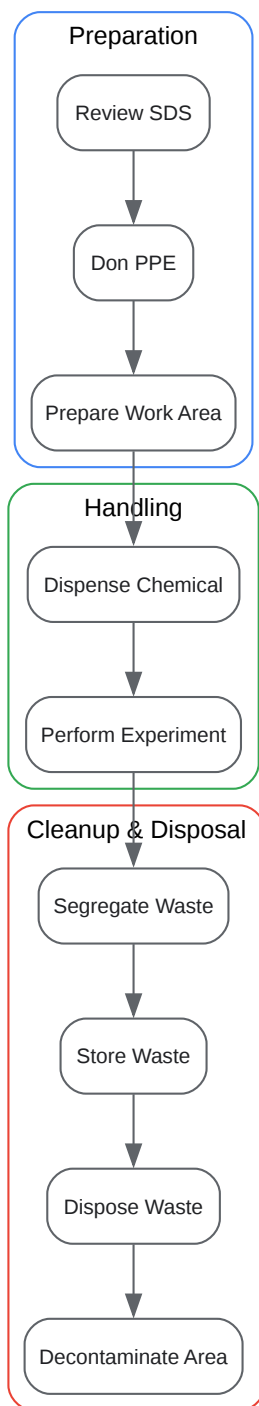 Preparation
Review SDS
Don PPE
Prepare Work Area
Handling
Dispense Chemical
Perform Experiment
Cleanup & Disposal
Segregate Waste
Store Waste
Dispose Waste
Decontaminate Area